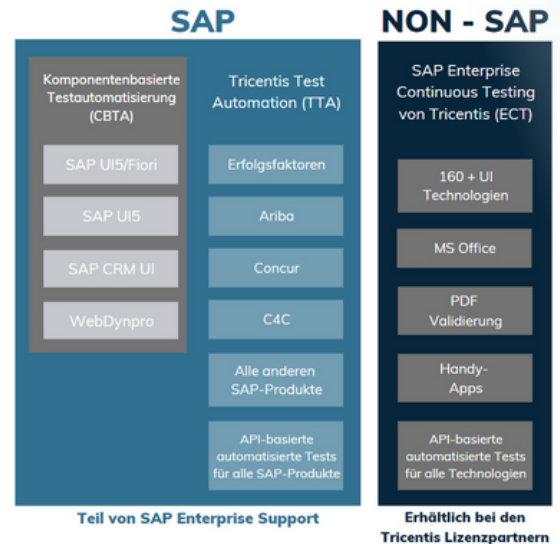 SAP
Komponentenbasierte
Testautomatisierung
(CBTA)
SAP UI5/Fiori
SAP UI5
SAP CRM UI
WebDynpro
Tricentis Test
Automation (TTA)
Erfolgsfaktoren
Ariba
Concur
C4C
Alle anderen
SAP-Produkte
API-basierte
automatisierte Tests
für alle SAP-Produkte
Teil von SAP Enterprise Support
NON - SAP
SAP Enterprise
Continuous Testing
von Tricentis (ECT)
160 + UI
Technologien
MS Office
PDF
Validierung
Handy-
Apps
API-basierte
automatisierte Tests
für alle Technologien
Erhältlich bei den
Tricentis Lizenzpartnern